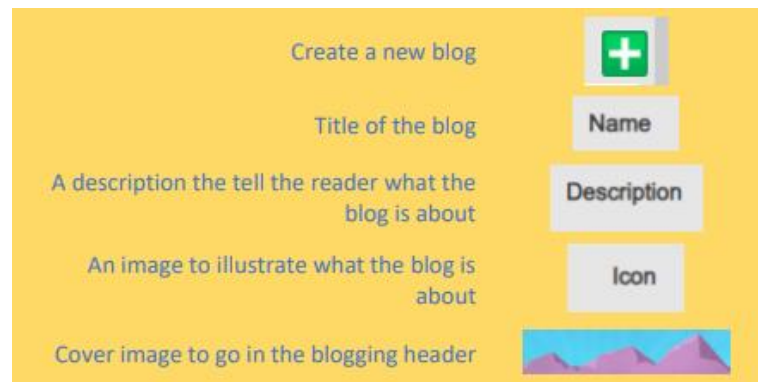 Create a new blog
Title of the blog
Name
A description the tell the reader what the
blog is about
Description
An image to illustrate what the blog is
about
Icon
Cover image to go in the blogging header